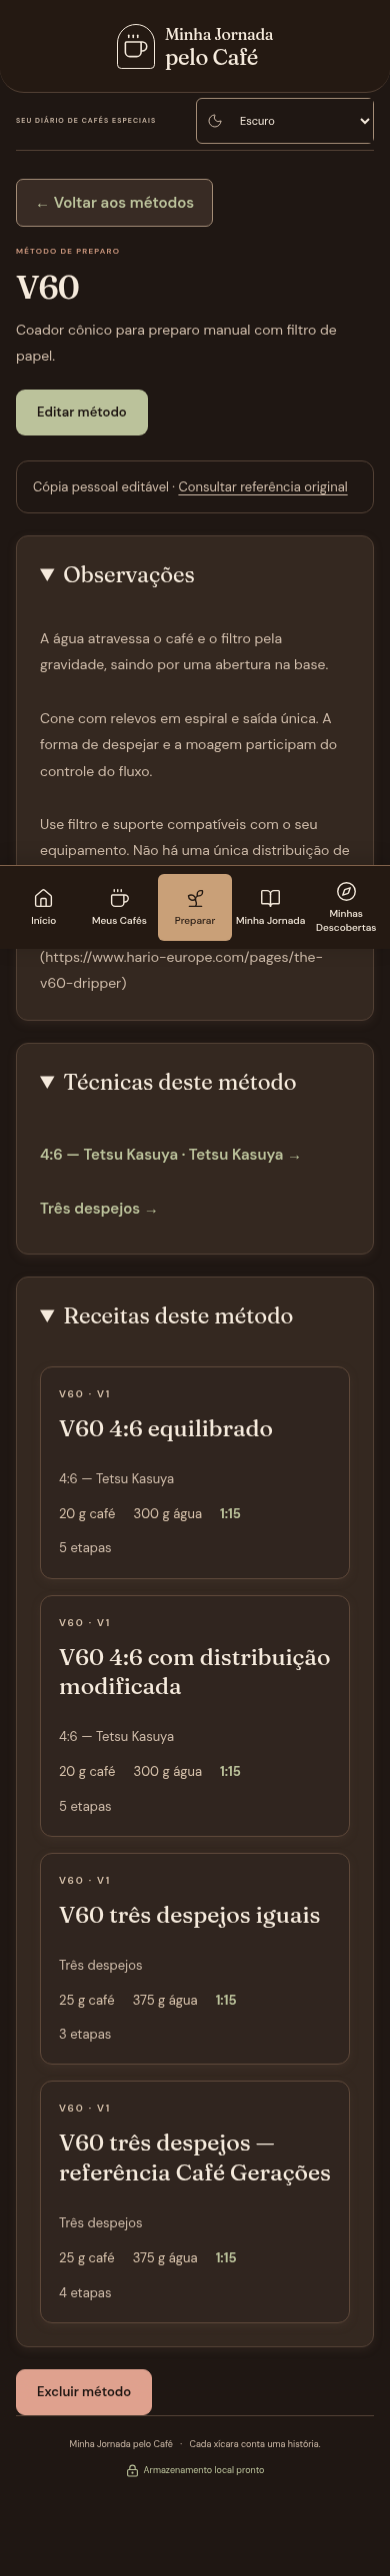 Minha Jornada
pelo Café
SEU DIÁRIO DE CAFÉS ESPECIAIS
Escuro
← Voltar aos métodos
MÉTODO DE PREPARO
V60
Coador cônico para preparo manual com filtro de
papel.
Editar método
Cópia pessoal editável · Consultar referência original
▼ Observações
A água atravessa o café e o filtro pela
gravidade, saindo por uma abertura na base.
Cone com relevos em espiral e saída única. A
forma de despejar e a moagem participam do
controle do fluxo.
Use filtro e suporte compatíveis com o seu
equipamento. Não há uma única distribuição de
Início
Meus Cafés
Preparar
Minha Jornada
Minhas
Descobertas
(https://www.hario-europe.com/pages/the-
v60-dripper)
▼ Técnicas deste método
4:6 — Tetsu Kasuya · Tetsu Kasuya →
Três despejos →
▼ Receitas deste método
V60 · V1
V60 4:6 equilibrado
4:6 — Tetsu Kasuya
20 g café 300 g água 1:15
5 etapas
V60 · V1
V60 4:6 com distribuição
modificada
4:6 — Tetsu Kasuya
20 g café 300 g água 1:15
5 etapas
V60 · V1
V60 três despejos iguais
Três despejos
25 g café 375 g água 1:15
3 etapas
V60 · V1
V60 três despejos —
referência Café Gerações
Três despejos
25 g café 375 g água 1:15
4 etapas
Excluir método
Minha Jornada pelo Café · Cada xícara conta uma história.
Armazenamento local pronto